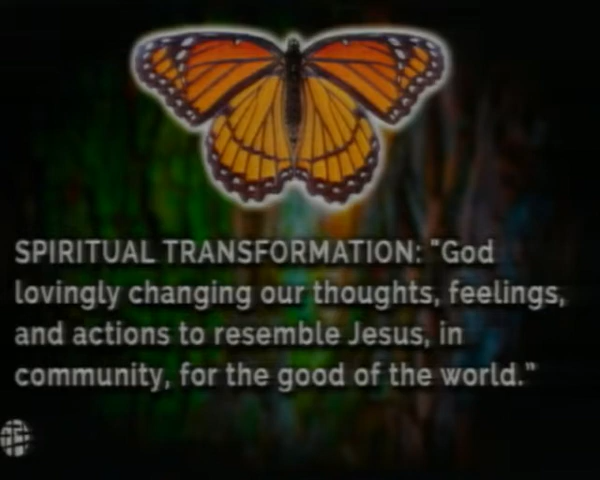 SPIRITUAL TRANSFORMATION: "God
lovingly changing our thoughts, feelings,
and actions to resemble Jesus, in
community, for the good of the world."